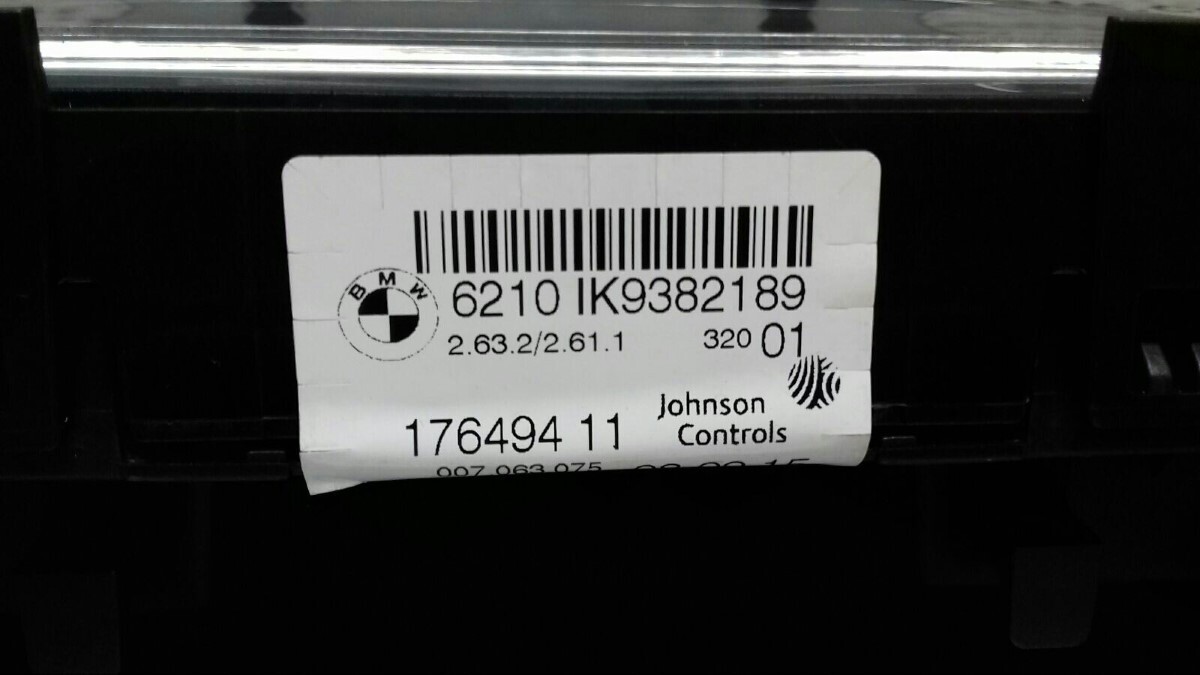 BMW
6210 IK9382189
2.63.2/2.61.1 320 01
Johnson
Controls
176494 11